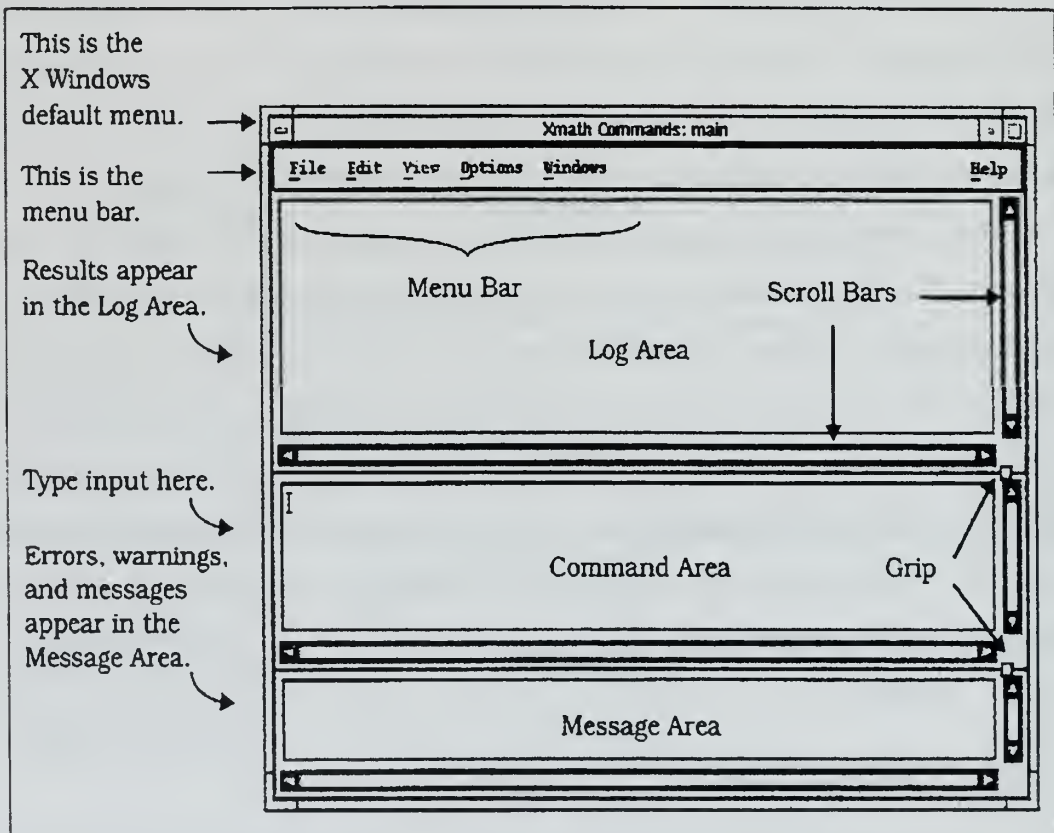 This is the
X Windows
default menu.
Xmath Commands: main
This is the
menu bar.
File Edit View Options Windows Help
Results appear
in the Log Area.
Menu Bar
Scroll Bars
Log Area
Type input here.
Command Area
Grip
Errors, warnings,
and messages
appear in the
Message Area.
Message Area